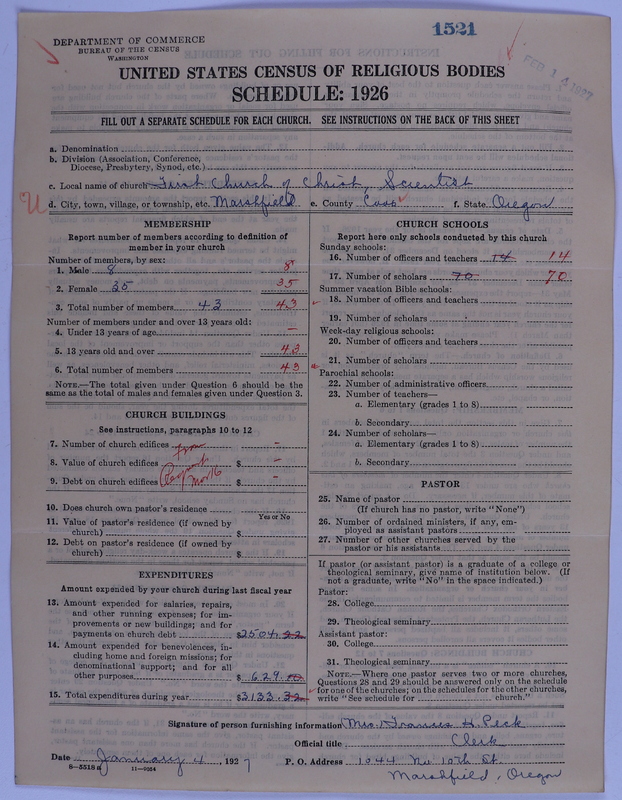 1521
FEB 14 1927
DEPARTMENT OF COMMERCE
BUREAU OF THE CENSUS
WASHINGTON
UNITED STATES CENSUS OF RELIGIOUS BODIES
SCHEDULE: 1926
FILL OUT A SEPARATE SCHEDULE FOR EACH CHURCH. SEE INSTRUCTIONS ON THE BACK OF THIS SHEET
a. Denomination
b. Division (Association, Conference,
Diocese, Presbytery, Synod, etc.)
c. Local name of church First Church of Christ, Scientist
d. City, town, village, or township, etc. Marshfield e. County Coos f. State Oregon
MEMBERSHIP
Report number of members according to definition of
member in your church
Number of members, by sex:
1. Male 8 8
2. Female 35 35
3. Total number of members 43 43
Number of members under and over 13 years old:
4. Under 13 years of age –
5. 13 years old and over 43
6. Total number of members 43
NOTE.—The total given under Question 6 should be the
same as the total of males and females given under Question 3.
CHURCH BUILDINGS
See instructions, paragraphs 10 to 12
7. Number of church edifices –
8. Value of church edifices $ –
9. Debt on church edifices $ –
10. Does church own pastor's residence
Yes or No
11. Value of pastor's residence (if owned by
church) $
12. Debt on pastor's residence (if owned by
church) $
EXPENDITURES
Amount expended by your church during last fiscal year
13. Amount expended for salaries, repairs,
and other running expenses; for im-
provements or new buildings; and for
payments on church debt $2504.22
14. Amount expended for benevolences, in-
cluding home and foreign missions; for
denominational support; and for all
other purposes $629.10
15. Total expenditures during year $3133.32
CHURCH SCHOOLS
Report here only schools conducted by this church
Sunday schools:
16. Number of officers and teachers 14 14
17. Number of scholars 70 70
Summer vacation Bible schools:
18. Number of officers and teachers
19. Number of scholars
Week-day religious schools:
20. Number of officers and teachers
21. Number of scholars
Parochial schools:
22. Number of administrative officers
23. Number of teachers—
a. Elementary (grades 1 to 8)
b. Secondary
24. Number of scholars—
a. Elementary (grades 1 to 8)
b. Secondary
PASTOR
25. Name of pastor
(If church has no pastor, write "None")
26. Number of ordained ministers, if any, em-
ployed as assistant pastors
27. Number of other churches served by the
pastor or his assistants
If pastor (or assistant pastor) is a graduate of a college or
theological seminary, give name of institution below. (If
not a graduate, write "No" in the space indicated.)
Pastor:
28. College
29. Theological seminary
Assistant pastor:
30. College
31. Theological seminary
NOTE.—Where one pastor serves two or more churches,
Questions 28 and 29 should be answered only on the schedule
for one of the churches; on the schedules for the other churches,
write "See schedule for church."
Signature of person furnishing information Mrs. Frances H. Peck
Official title Clerk
Date January 4, 1927 P. O. Address 1044 No. 10th St.
8—5518a 11—9024 Marshfield, Oregon